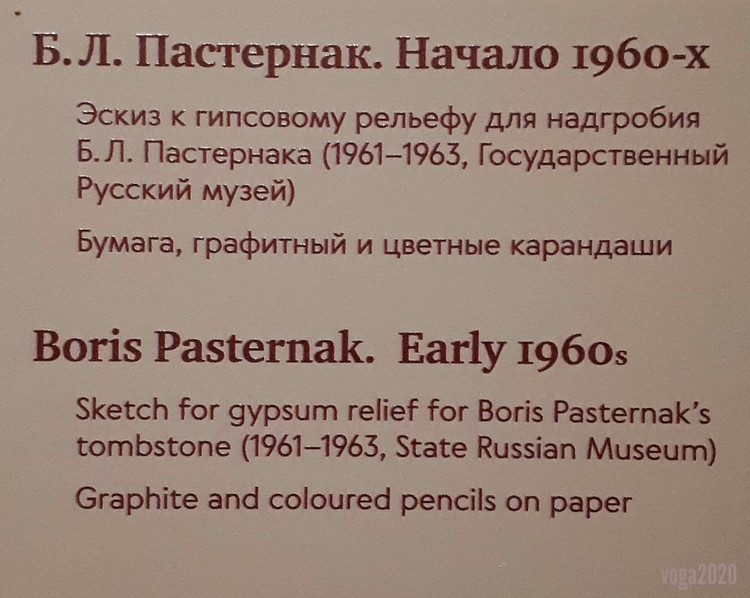 Б. Л. Пастернак. Начало 1960-х
Эскиз к гипсовому рельефу для надгробия
Б. Л. Пастернака (1961–1963, Государственный
Русский музей)
Бумага, графитный и цветные карандаши
Boris Pasternak. Early 1960s
Sketch for gypsum relief for Boris Pasternak's
tombstone (1961–1963, State Russian Museum)
Graphite and coloured pencils on paper
voga2020